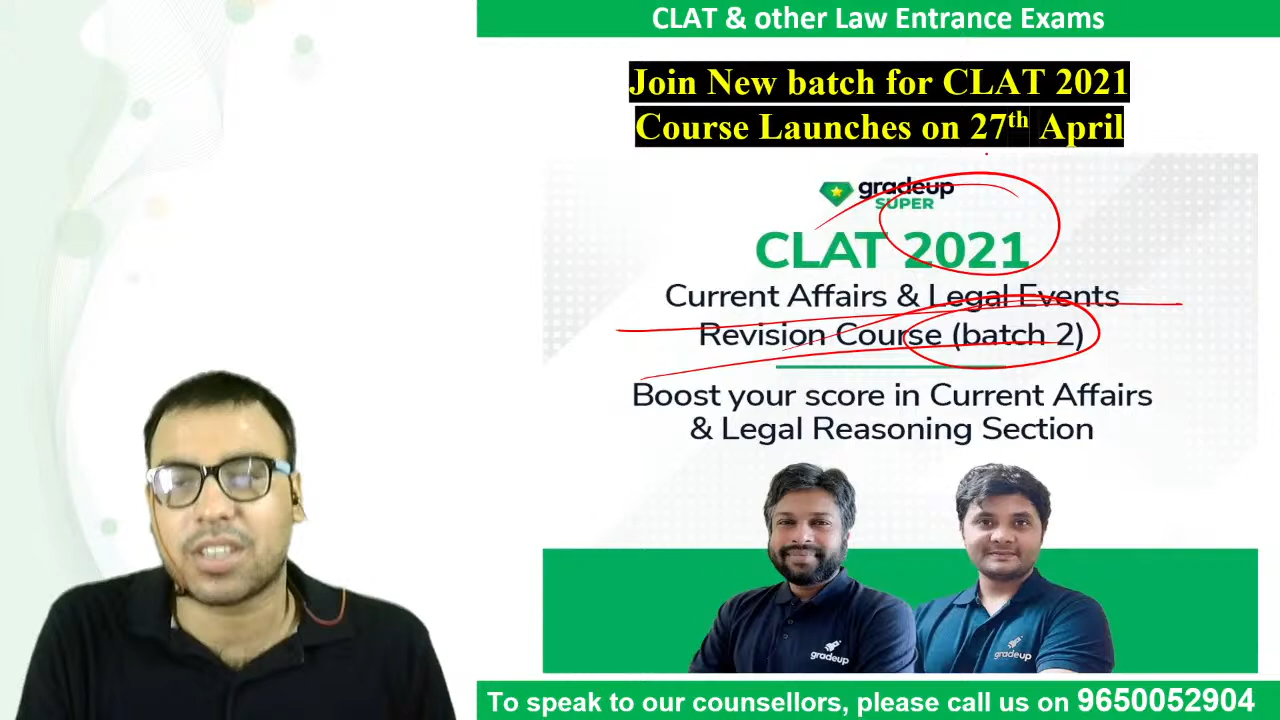 CLAT & other Law Entrance Exams
Join New batch for CLAT 2021
Course Launches on 27th April
gradeup
SUPER
CLAT 2021
Current Affairs & Legal Events
Revision Course (batch 2)
Boost your score in Current Affairs
& Legal Reasoning Section
gradeup
gradeup
To speak to our counsellors, please call us on 9650052904